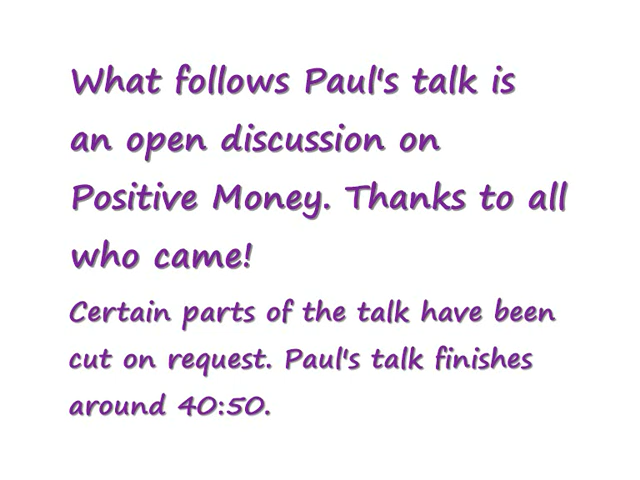 What follows Paul's talk is
an open discussion on
Positive Money. Thanks to all
who came!
Certain parts of the talk have been
cut on request. Paul's talk finishes
around 40:50.